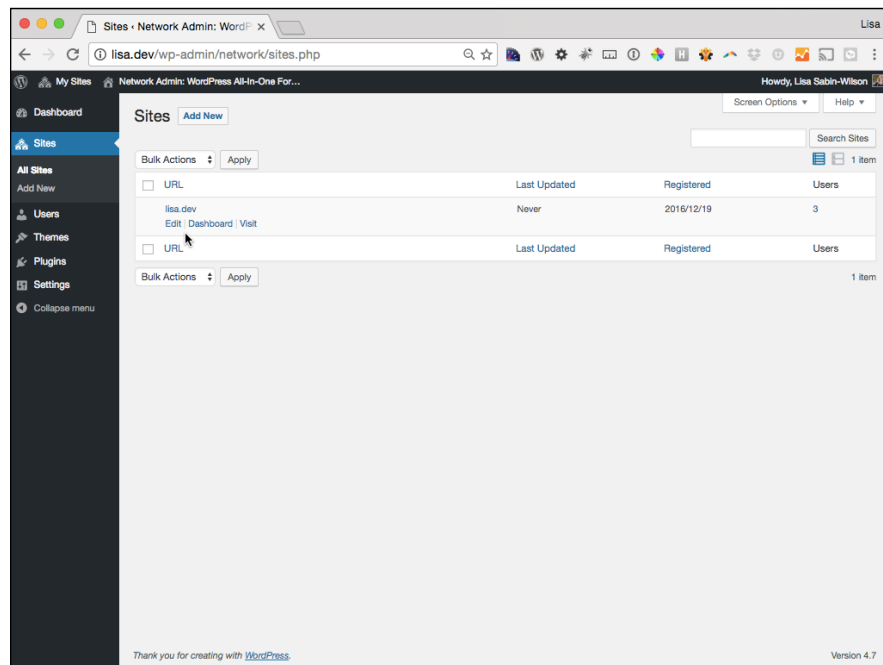 Sites ‹ Network Admin: WordP
Lisa
lisa.dev/wp-admin/network/sites.php
My Sites Network Admin: WordPress All-In-One For... Howdy, Lisa Sabin-Wilson
Dashboard
Sites
All Sites
Add New
Users
Themes
Plugins
Settings
Collapse menu
Screen Options Help
Sites Add New
Search Sites
Bulk Actions Apply 1 item
URL Last Updated Registered Users
lisa.dev Never 2016/12/19 3
Edit | Dashboard | Visit
URL Last Updated Registered Users
Bulk Actions Apply 1 item
Thank you for creating with WordPress. Version 4.7